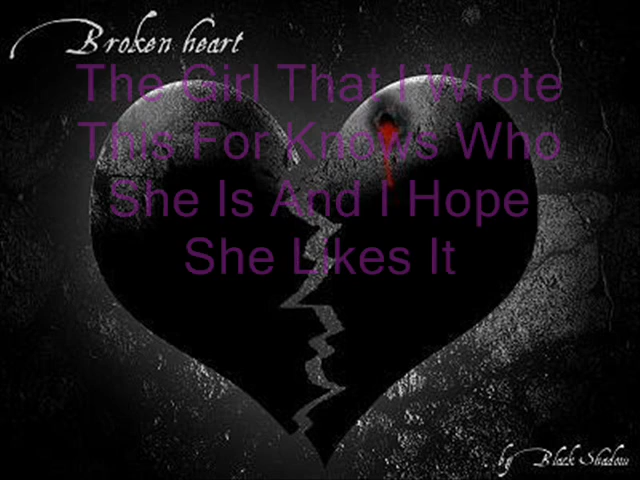 Broken heart
The Girl That I Wrote
This For Knows Who
She Is And I Hope
She Likes It
by Black Shadow